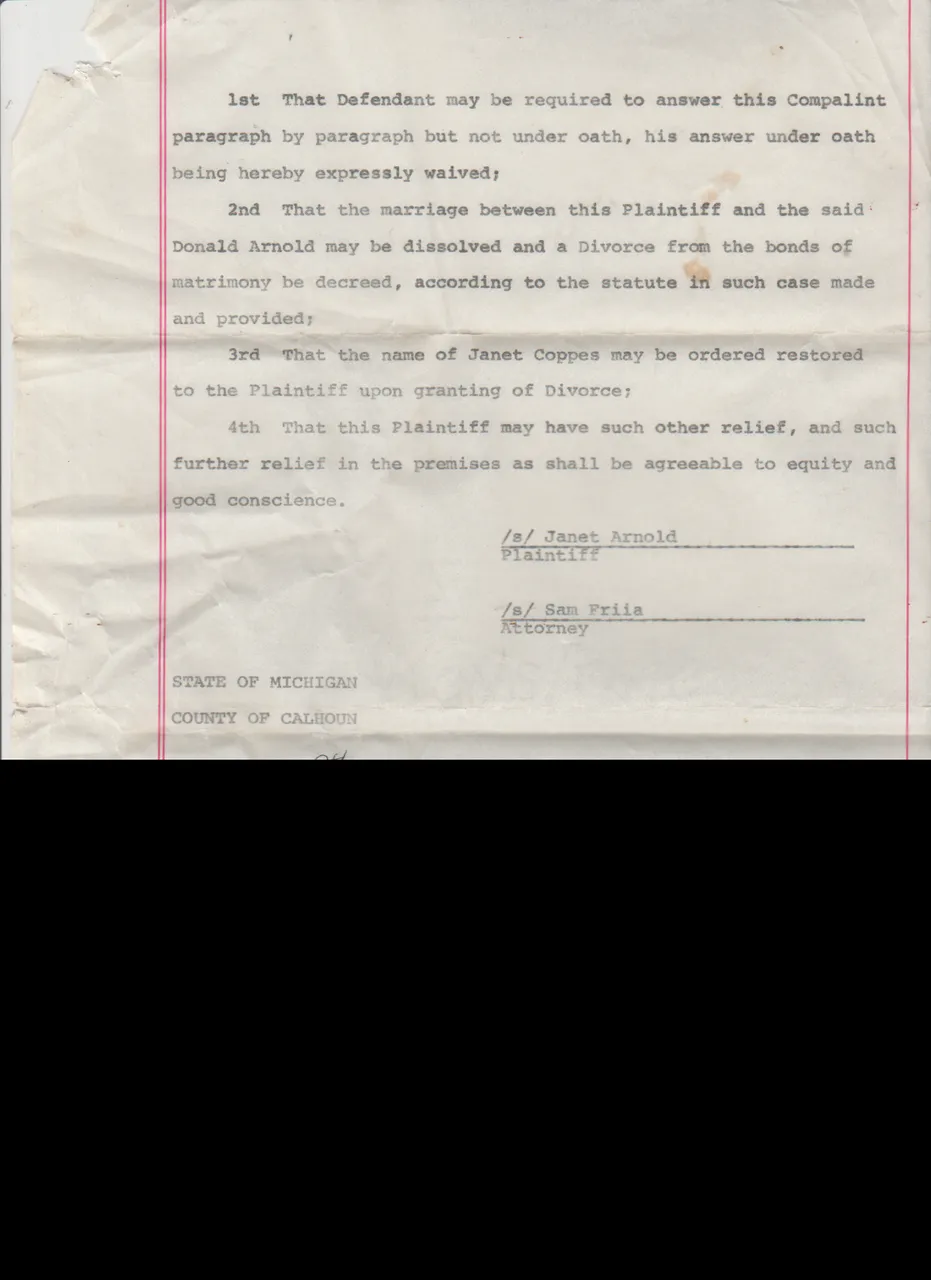 1st That Defendant may be required to answer this Compalint
paragraph by paragraph but not under oath, his answer under oath
being hereby expressly waived;
2nd That the marriage between this Plaintiff and the said
Donald Arnold may be dissolved and a Divorce from the bonds of
matrimony be decreed, according to the statute in such case made
and provided;
3rd That the name of Janet Coppes may be ordered restored
to the Plaintiff upon granting of Divorce;
4th That this Plaintiff may have such other relief, and such
further relief in the premises as shall be agreeable to equity and
good conscience.
/s/ Janet Arnold
Plaintiff
/s/ Sam Friia
Attorney
STATE OF MICHIGAN
COUNTY OF CALHOUN